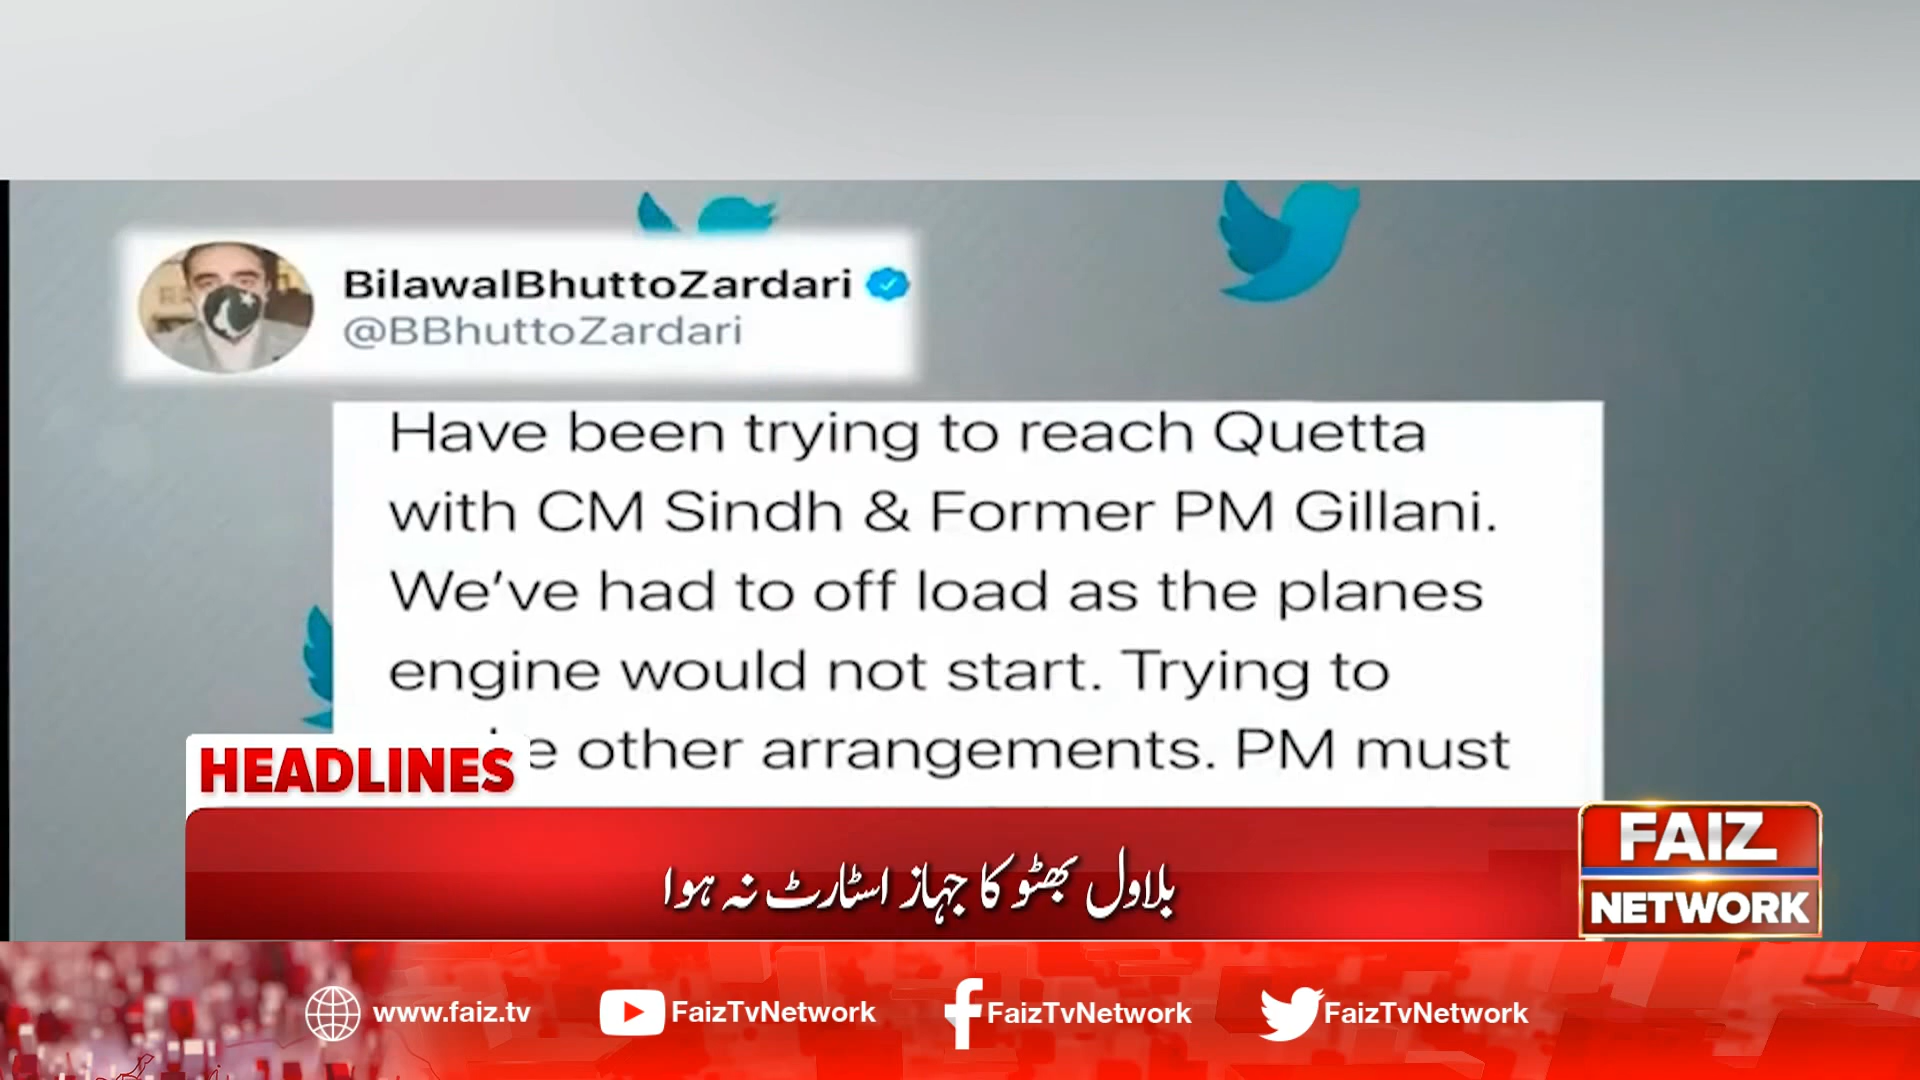 BilawalBhuttoZardari
@BBhuttoZardari
Have been trying to reach Quetta
with CM Sindh & Former PM Gillani.
We've had to off load as the planes
engine would not start. Trying to
other arrangements. PM must
HEADLINES
بلاول بھٹو کا جہاز اسٹارٹ نہ ہوا
FAIZ
NETWORK
www.faiz.tv
FaizTvNetwork
FaizTvNetwork
FaizTvNetwork